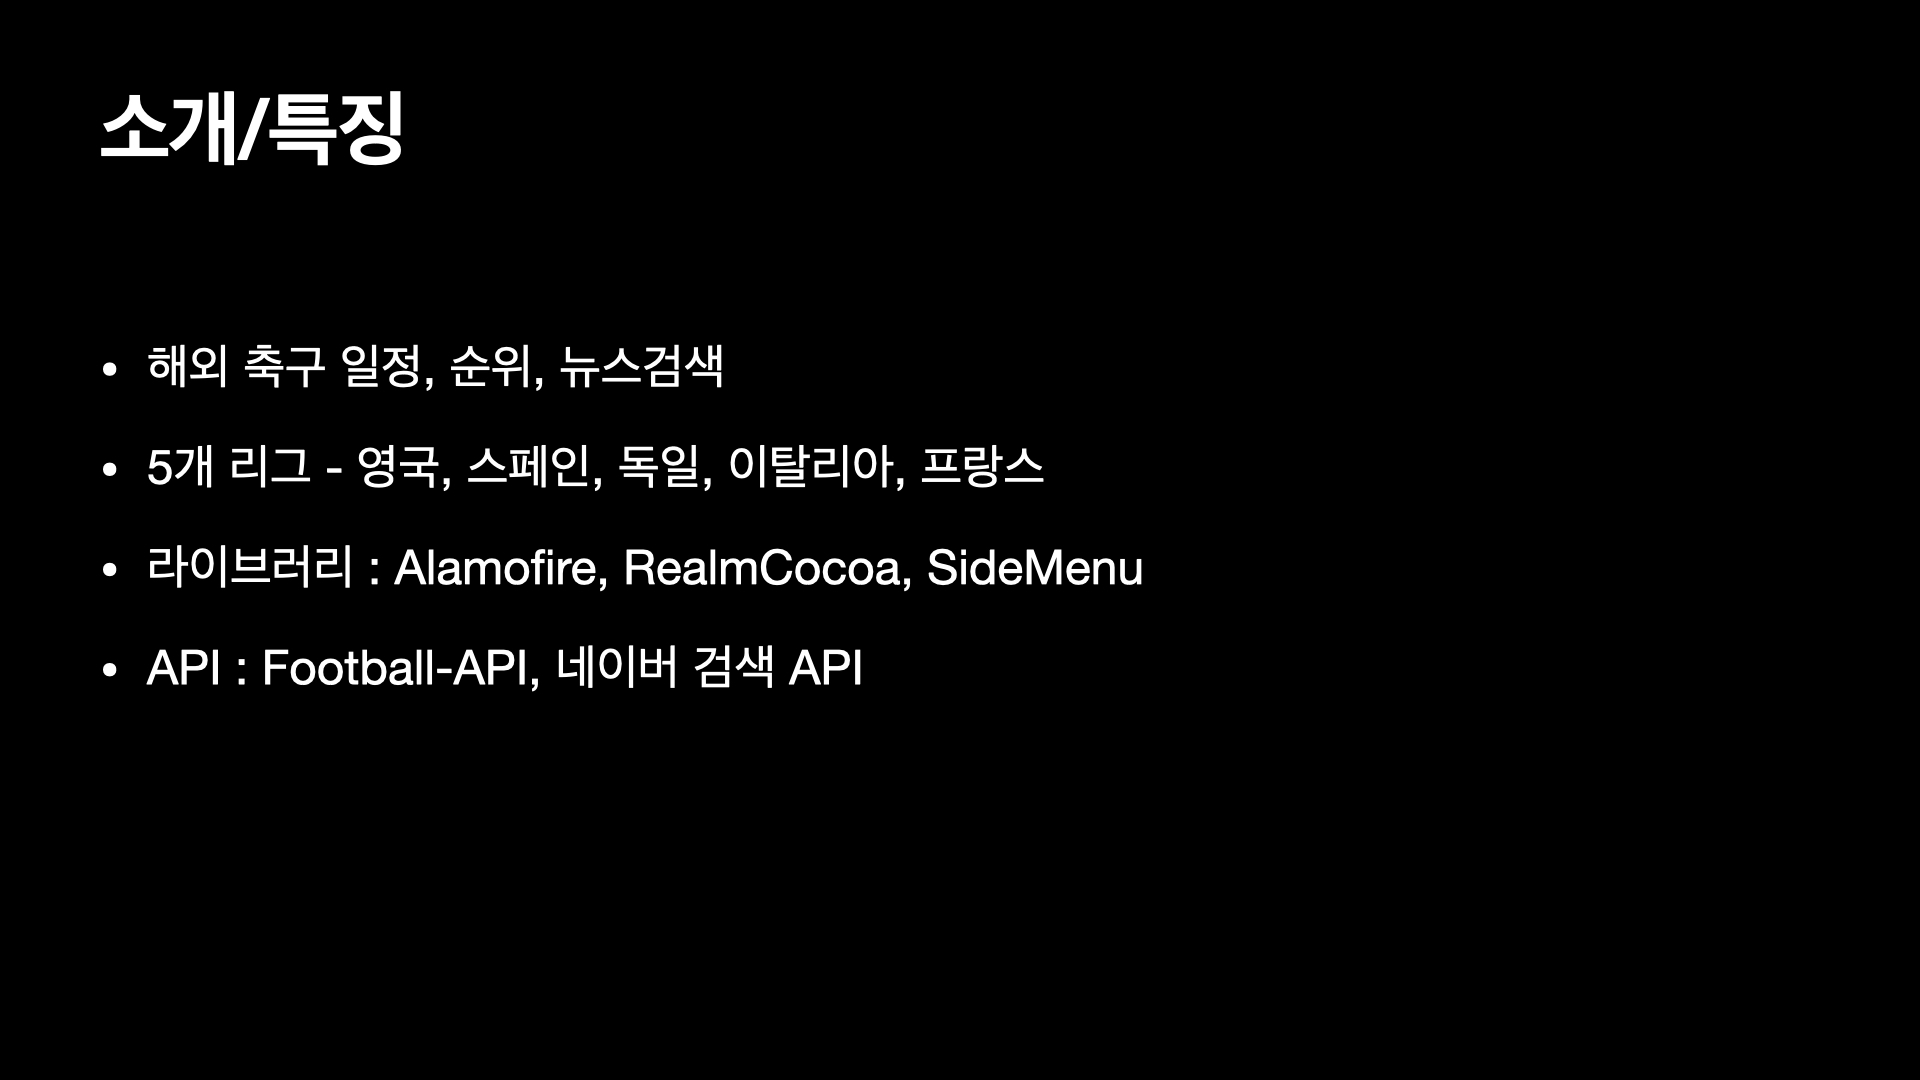 소개/특징
• 해외 축구 일정, 순위, 뉴스검색
• 5개 리그 - 영국, 스페인, 독일, 이탈리아, 프랑스
• 라이브러리 : Alamofire, RealmCocoa, SideMenu
• API : Football-API, 네이버 검색 API